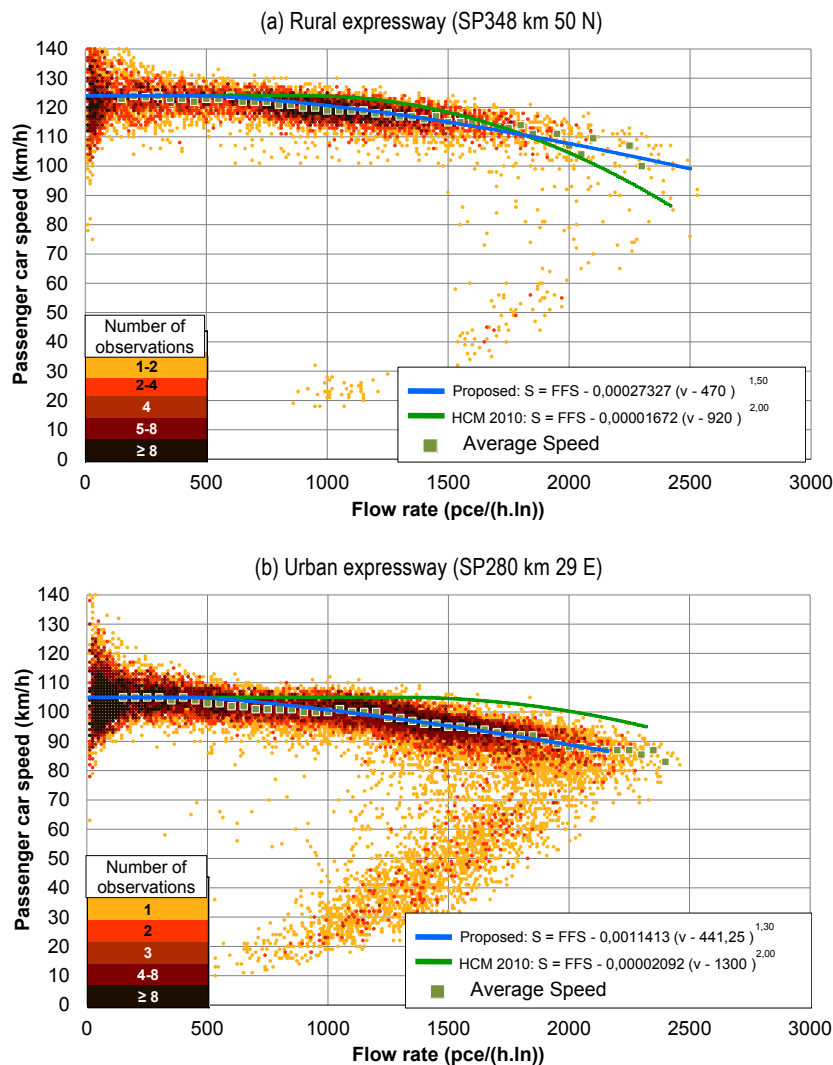 (a) Rural expressway (SP348 km 50 N)
140
130
120
110
100
90
80
70
60
50
40
30
20
10
0
Passenger car speed (km/h)
Number of
observations
1-2
2-4
4
5-8
≥ 8
Proposed: S = FFS - 0,00027327 (v - 470 ) 1,50
HCM 2010: S = FFS - 0,00001672 (v - 920 ) 2,00
Average Speed
0 500 1000 1500 2000 2500 3000
Flow rate (pce/(h.ln))
(b) Urban expressway (SP280 km 29 E)
140
130
120
110
100
90
80
70
60
50
40
30
20
10
0
Passenger car speed (km/h)
Number of
observations
1
2
3
4-8
≥ 8
Proposed: S = FFS - 0,0011413 (v - 441,25 ) 1,30
HCM 2010: S = FFS - 0,00002092 (v - 1300 ) 2,00
Average Speed
0 500 1000 1500 2000 2500 3000
Flow rate (pce/(h.ln))